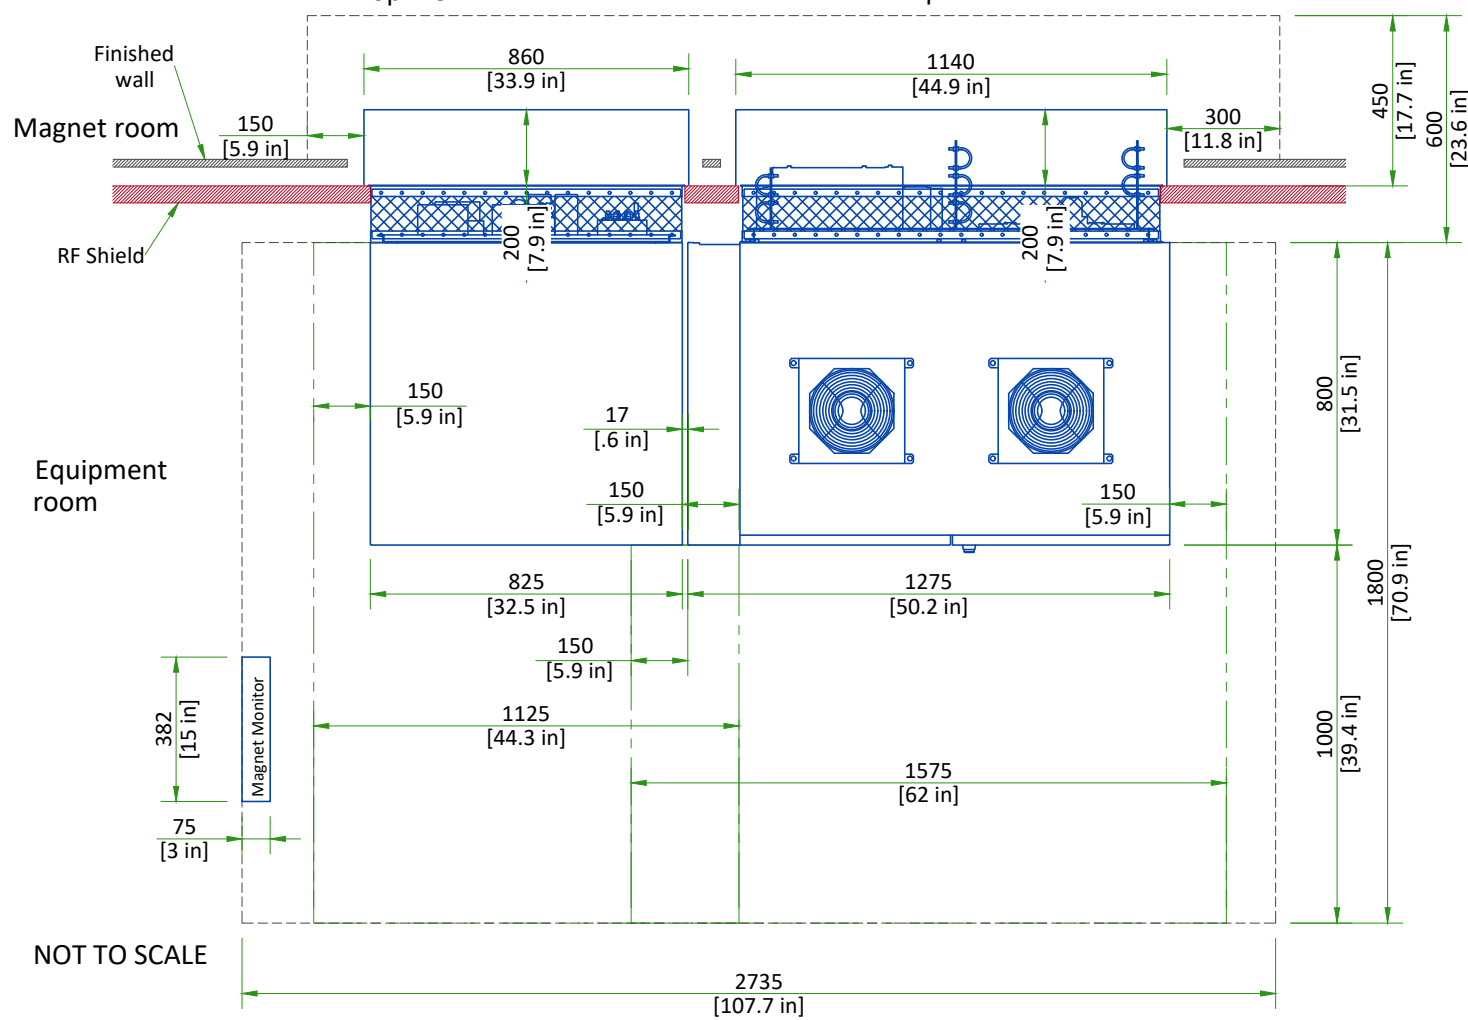 Finished
wall
Magnet room
860
[33.9 in]
1140
[44.9 in]
450
[17.7 in]
600
[23.6 in]
150
[5.9 in]
300
[11.8 in]
RF Shield
200
[7.9 in]
200
[7.9 in]
150
[5.9 in]
17
[.6 in]
800
[31.5 in]
Equipment
room
150
[5.9 in]
150
[5.9 in]
825
[32.5 in]
1275
[50.2 in]
1800
[70.9 in]
150
[5.9 in]
382
[15 in]
Magnet Monitor
1125
[44.3 in]
1000
[39.4 in]
1575
[62 in]
75
[3 in]
NOT TO SCALE
2735
[107.7 in]